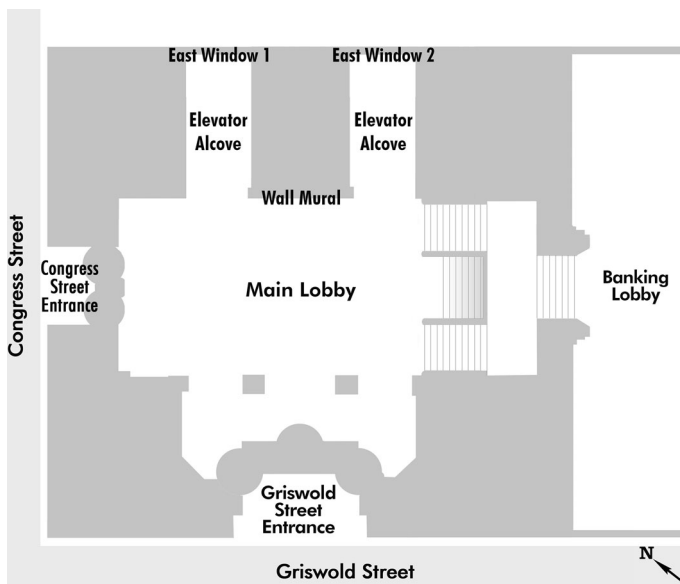 East Window 1
East Window 2
Elevator
Alcove
Elevator
Alcove
Wall Mural
Congress Street
Congress
Street
Entrance
Main Lobby
Banking
Lobby
Griswold
Street
Entrance
Griswold Street
N